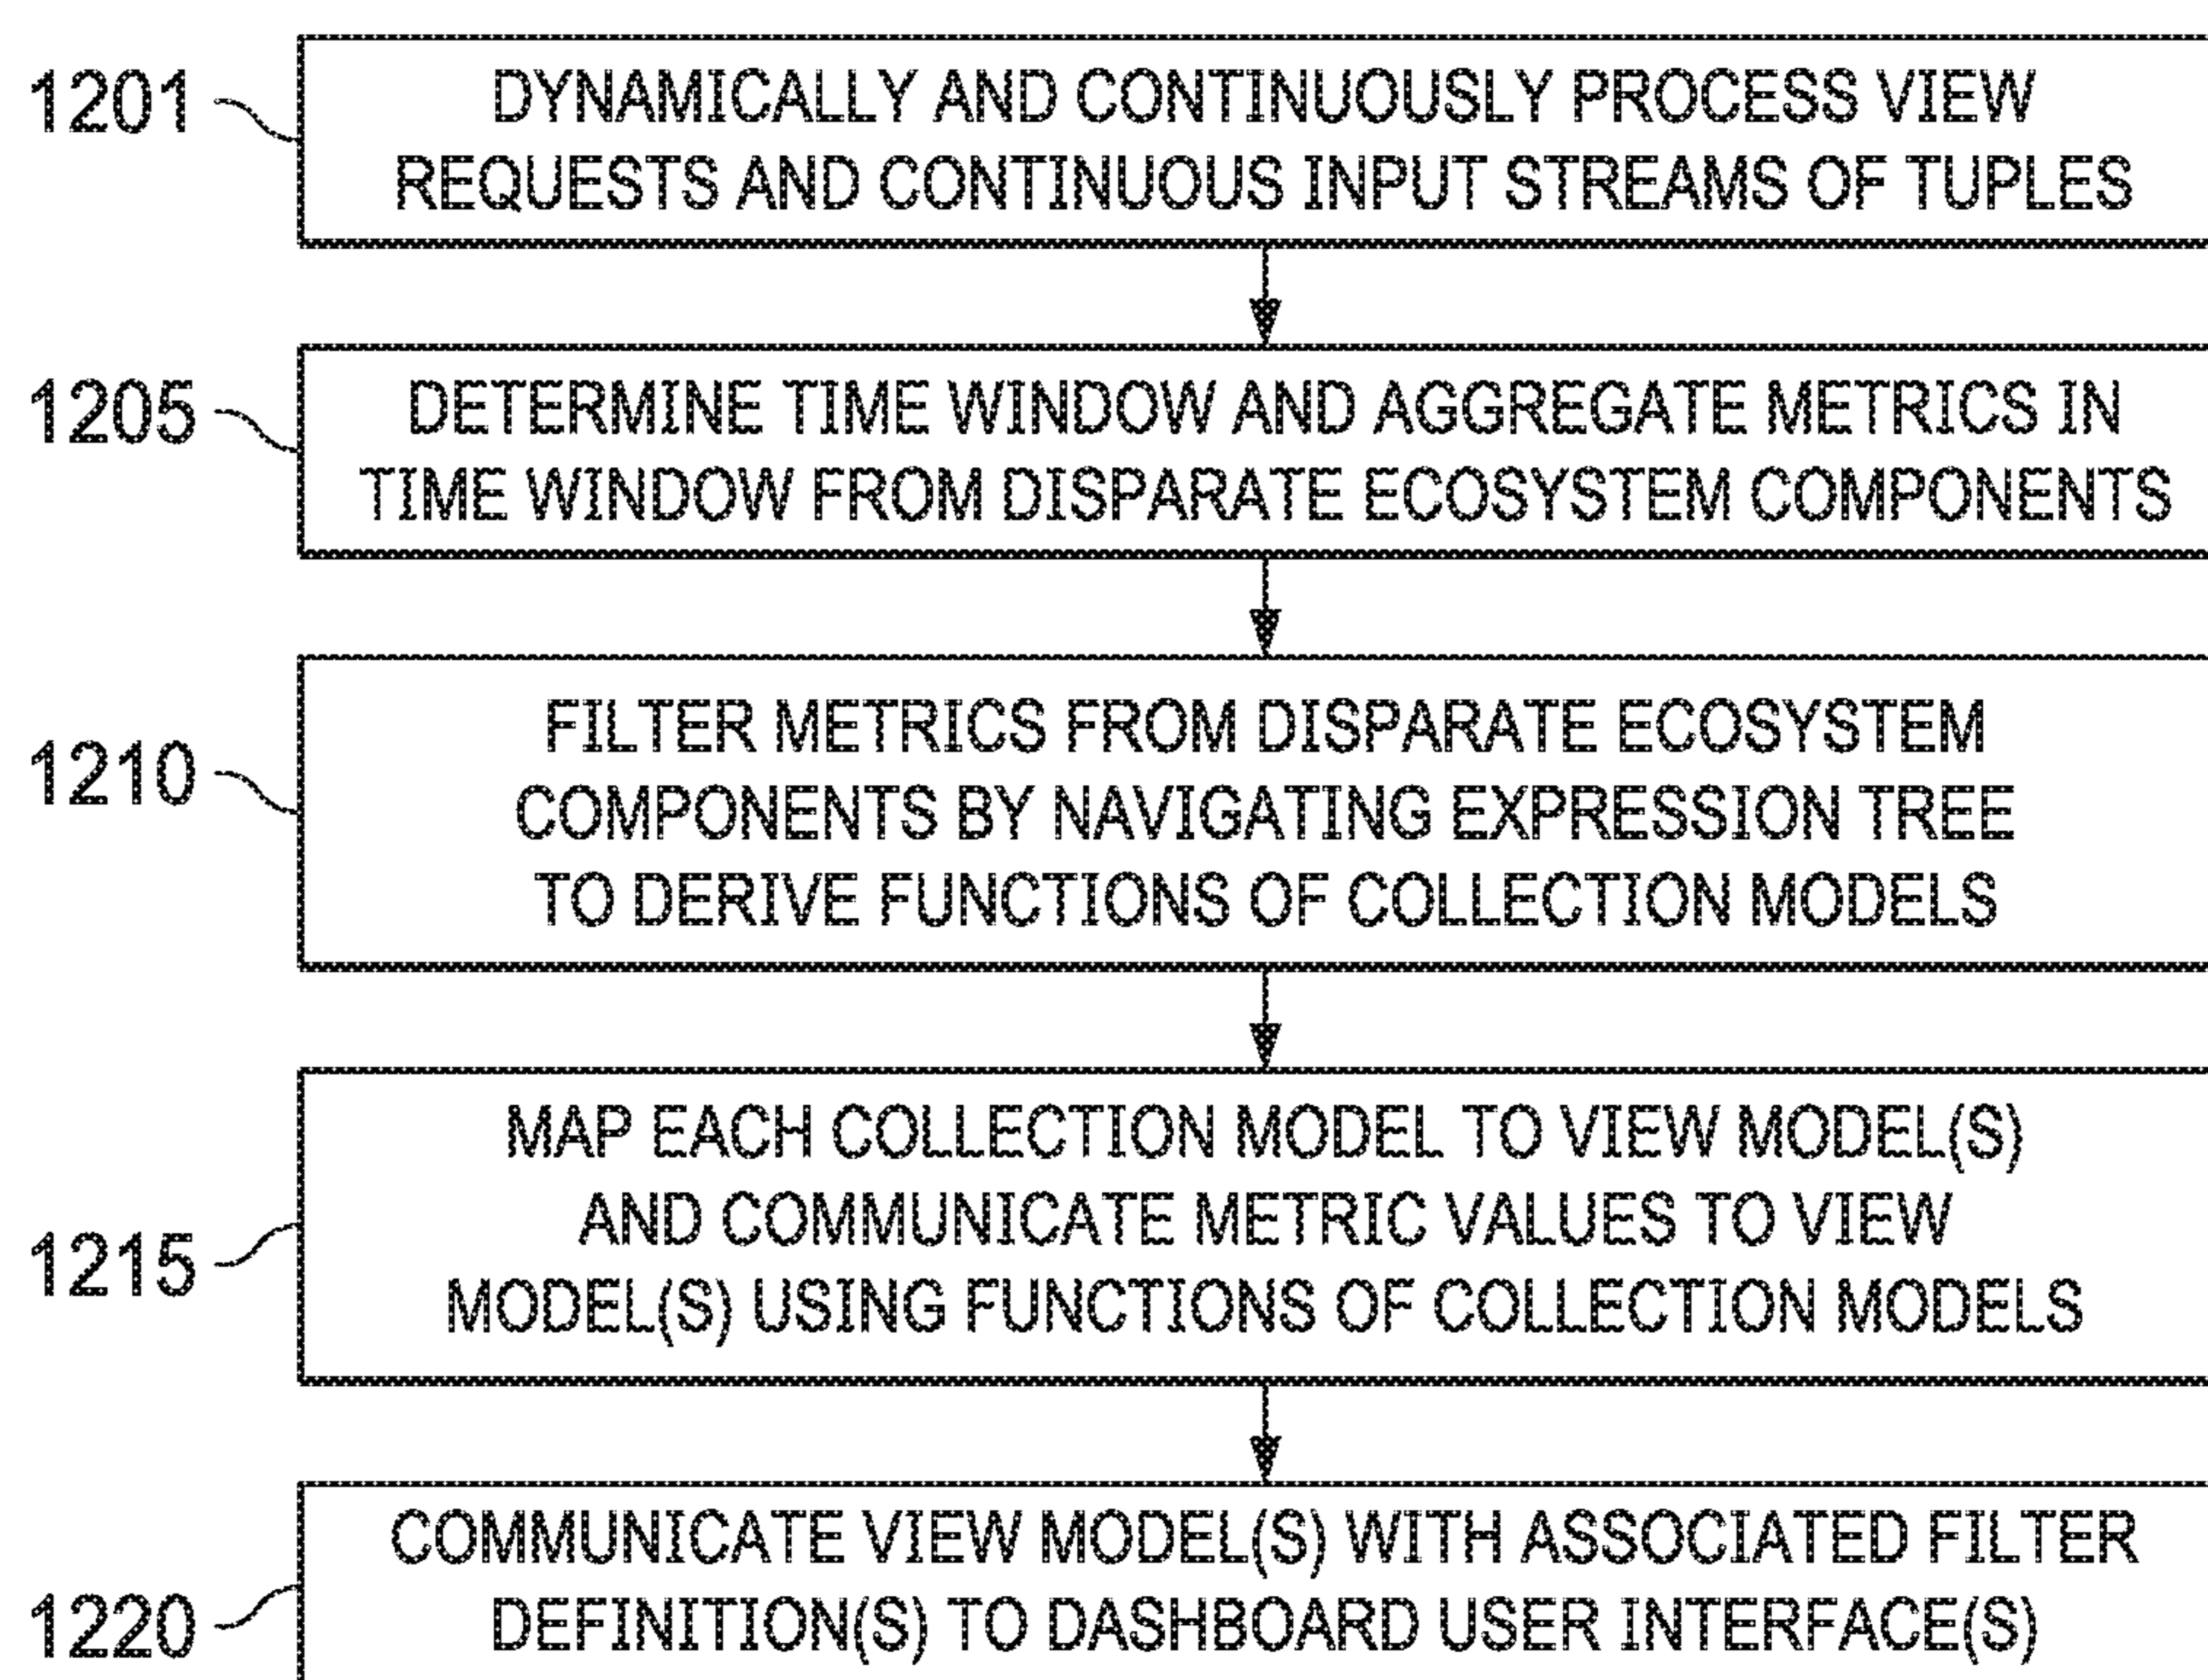 1201
DYNAMICALLY AND CONTINUOUSLY PROCESS VIEW
REQUESTS AND CONTINUOUS INPUT STREAMS OF TUPLES
1205
DETERMINE TIME WINDOW AND AGGREGATE METRICS IN
TIME WINDOW FROM DISPARATE ECOSYSTEM COMPONENTS
1210
FILTER METRICS FROM DISPARATE ECOSYSTEM
COMPONENTS BY NAVIGATING EXPRESSION TREE
TO DERIVE FUNCTIONS OF COLLECTION MODELS
1215
MAP EACH COLLECTION MODEL TO VIEW MODEL(S)
AND COMMUNICATE METRIC VALUES TO VIEW
MODEL(S) USING FUNCTIONS OF COLLECTION MODELS
1220
COMMUNICATE VIEW MODEL(S) WITH ASSOCIATED FILTER
DEFINITION(S) TO DASHBOARD USER INTERFACE(S)